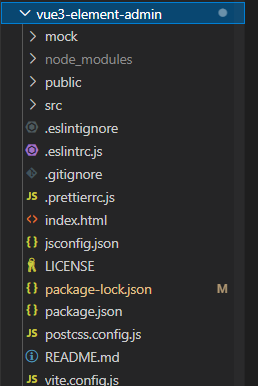 vue3-element-admin
mock
node_modules
public
src
.eslintignore
.eslintrc.js
.gitignore
.prettierrc.js
index.html
jsconfig.json
LICENSE
package-lock.json M
package.json
postcss.config.js
README.md
vite.config.js